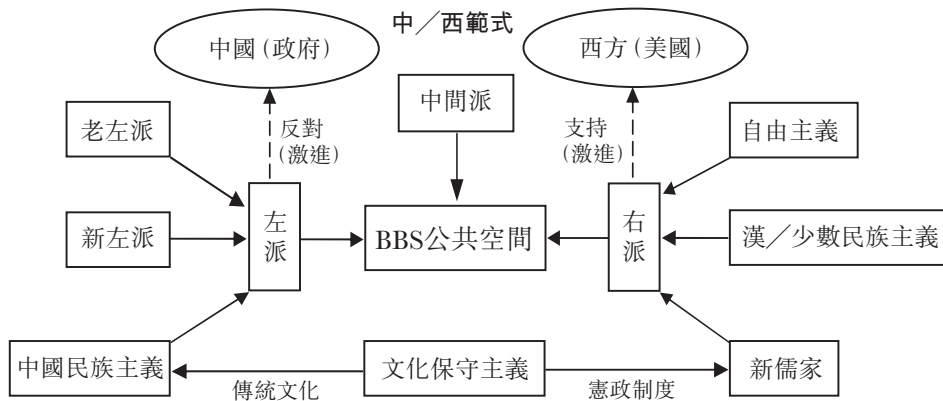 中／西範式
中國（政府）
西方（美國）
中間派
老左派
反對
（激進）
支持
（激進）
自由主義
新左派
左派
BBS公共空間
右派
漢／少數民族主義
中國民族主義
傳統文化
文化保守主義
憲政制度
新儒家